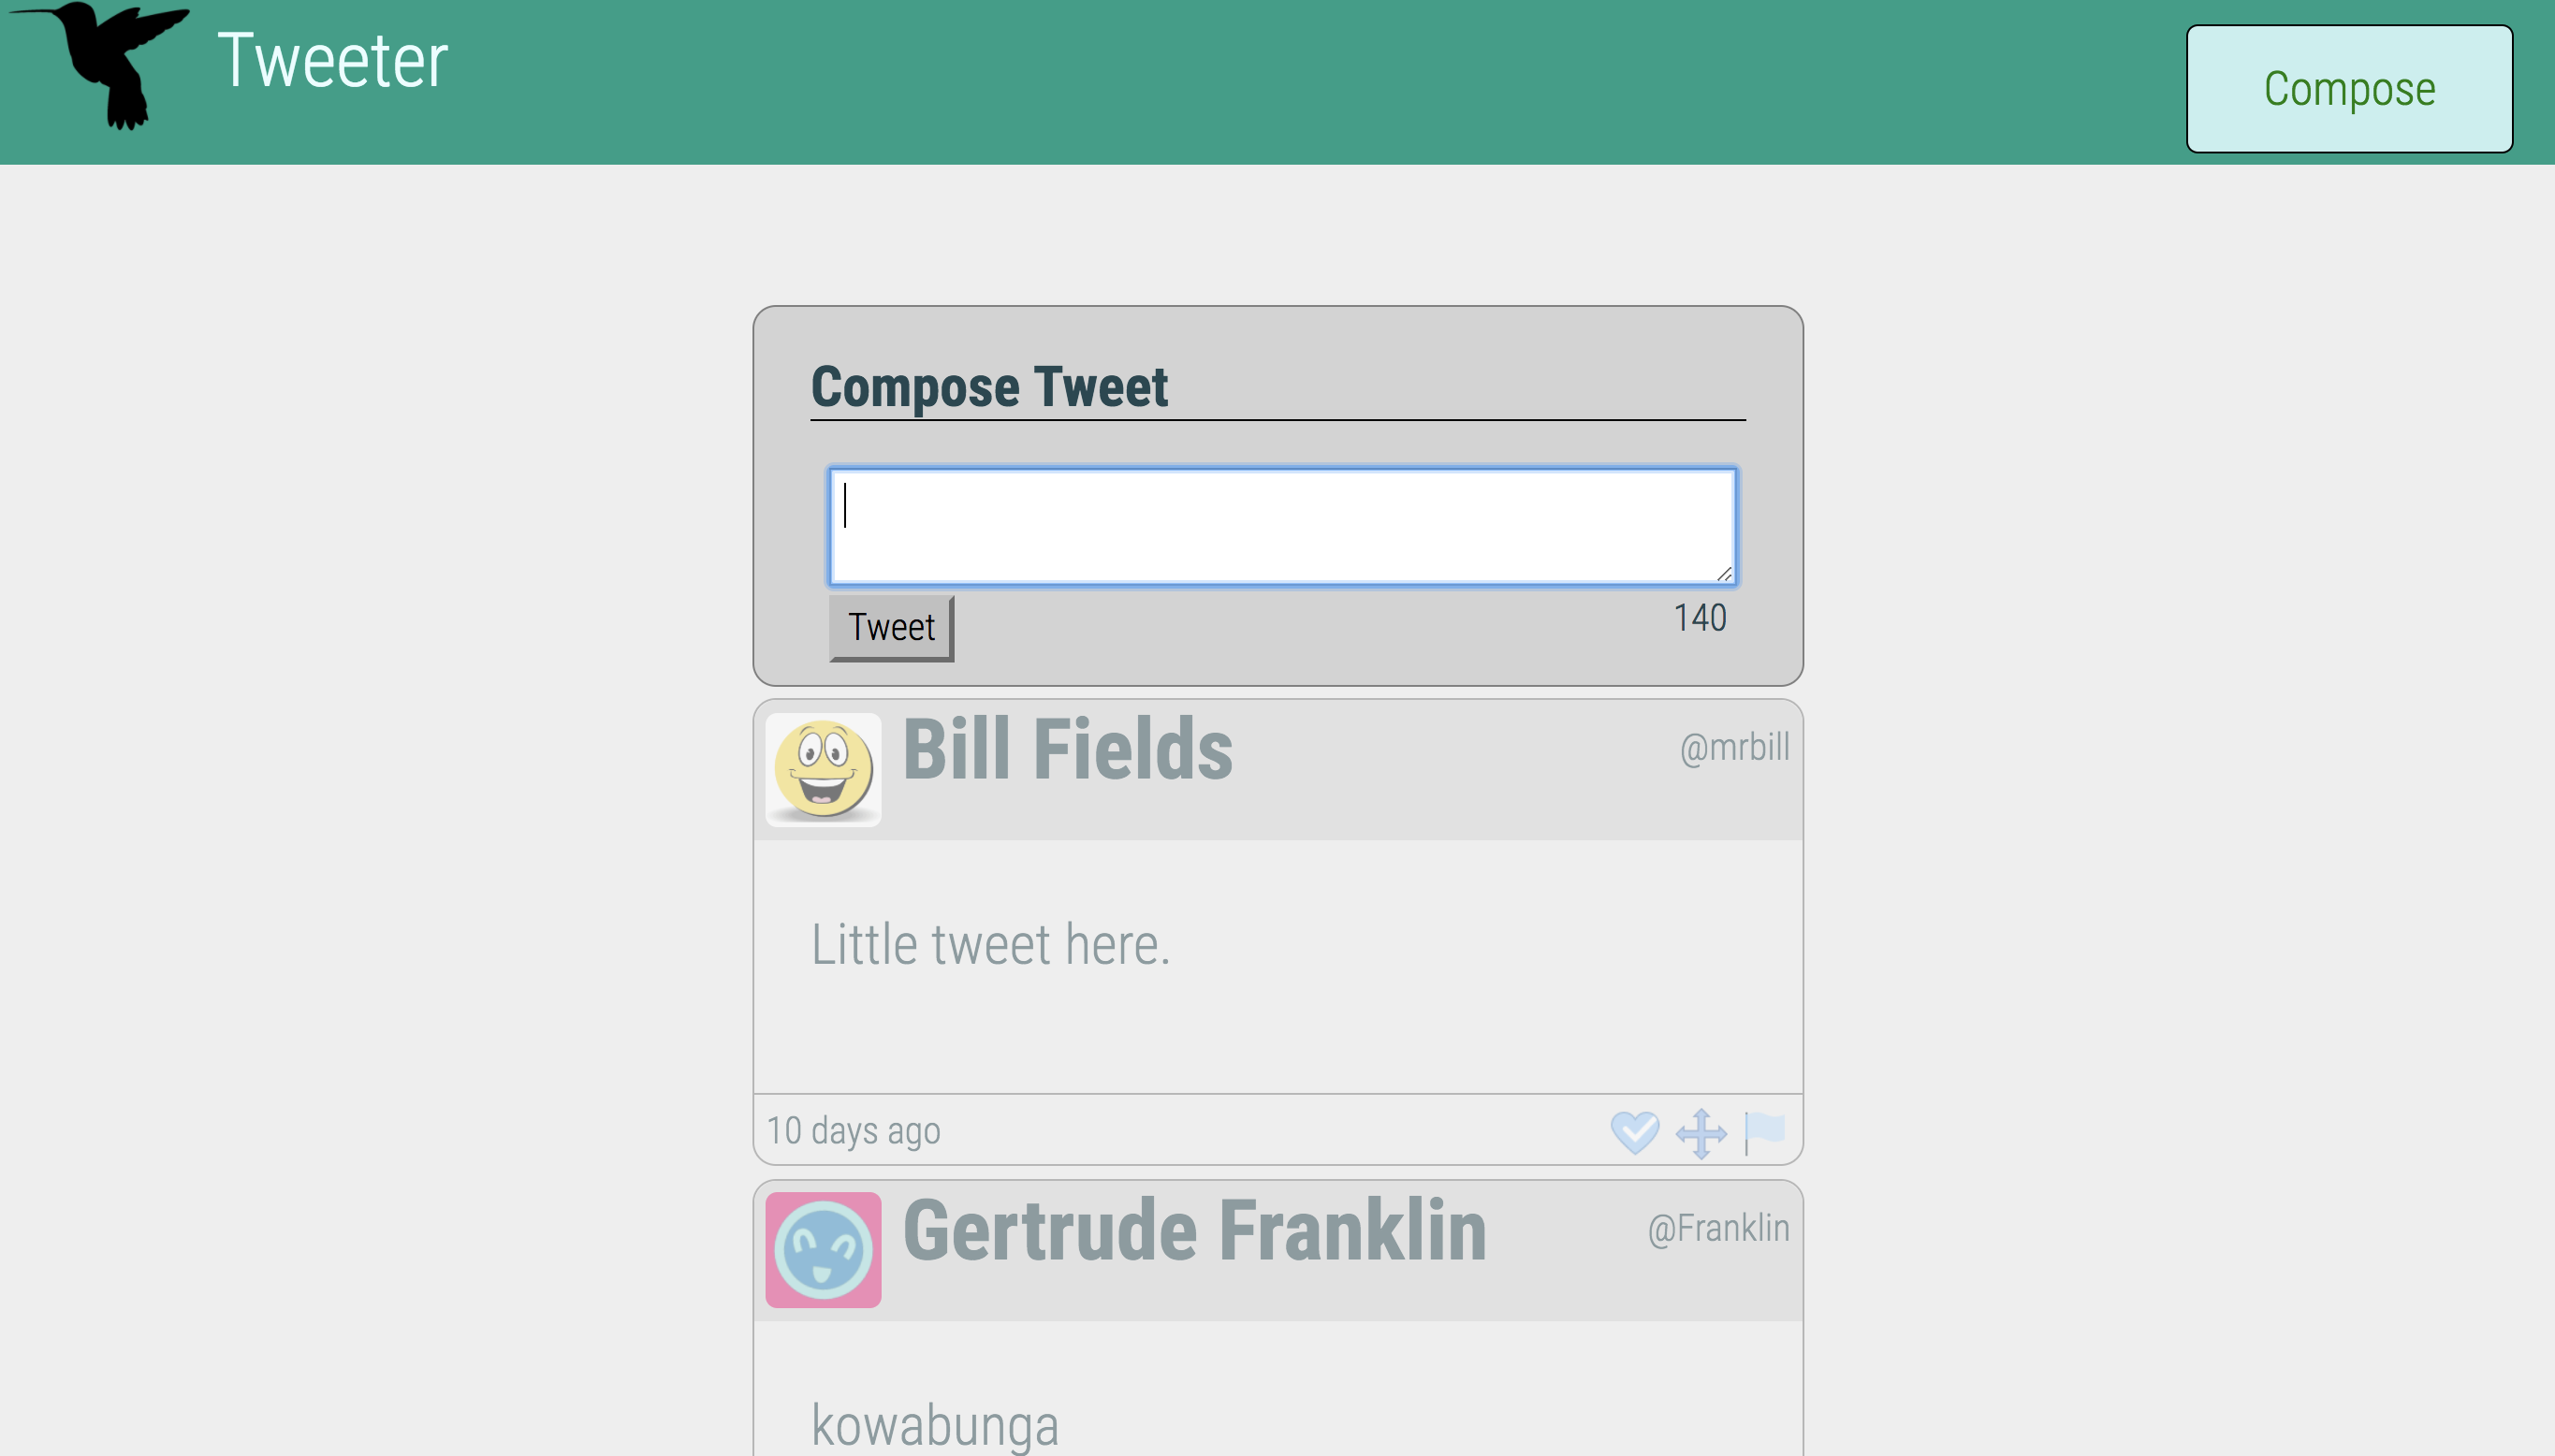 Tweeter
Compose
Compose Tweet
Tweet
140
Bill Fields
@mrbill
Little tweet here.
10 days ago
Gertrude Franklin
@Franklin
kowabunga